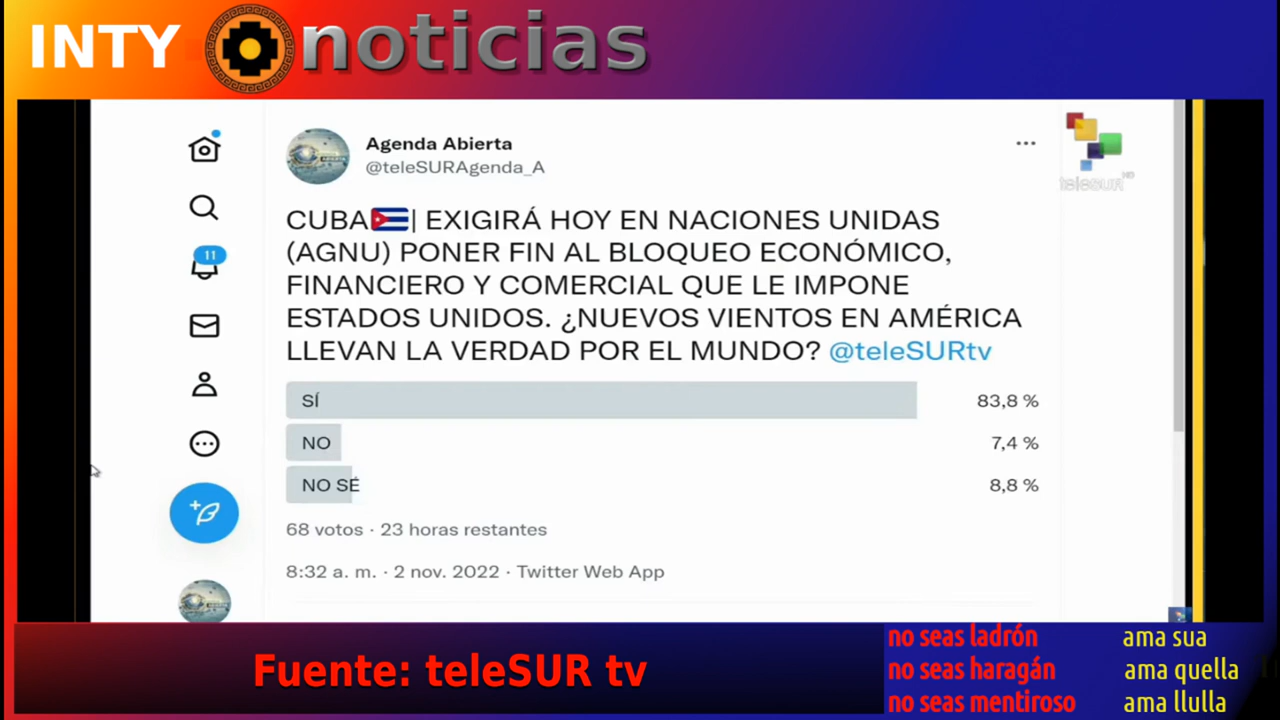 INTY noticias
Agenda Abierta
@teleSURAgenda_A
teleSUR HD
CUBA🇨🇺| EXIGIRÁ HOY EN NACIONES UNIDAS
(AGNU) PONER FIN AL BLOQUEO ECONÓMICO,
FINANCIERO Y COMERCIAL QUE LE IMPONE
ESTADOS UNIDOS. ¿NUEVOS VIENTOS EN AMÉRICA
LLEVAN LA VERDAD POR EL MUNDO? @teleSURtv
11
SÍ 83,8 %
NO 7,4 %
NO SÉ 8,8 %
68 votos · 23 horas restantes
8:32 a. m. · 2 nov. 2022 · Twitter Web App
Fuente: teleSUR tv
no seas ladrón ama sua
no seas haragán ama quella
no seas mentiroso ama llulla